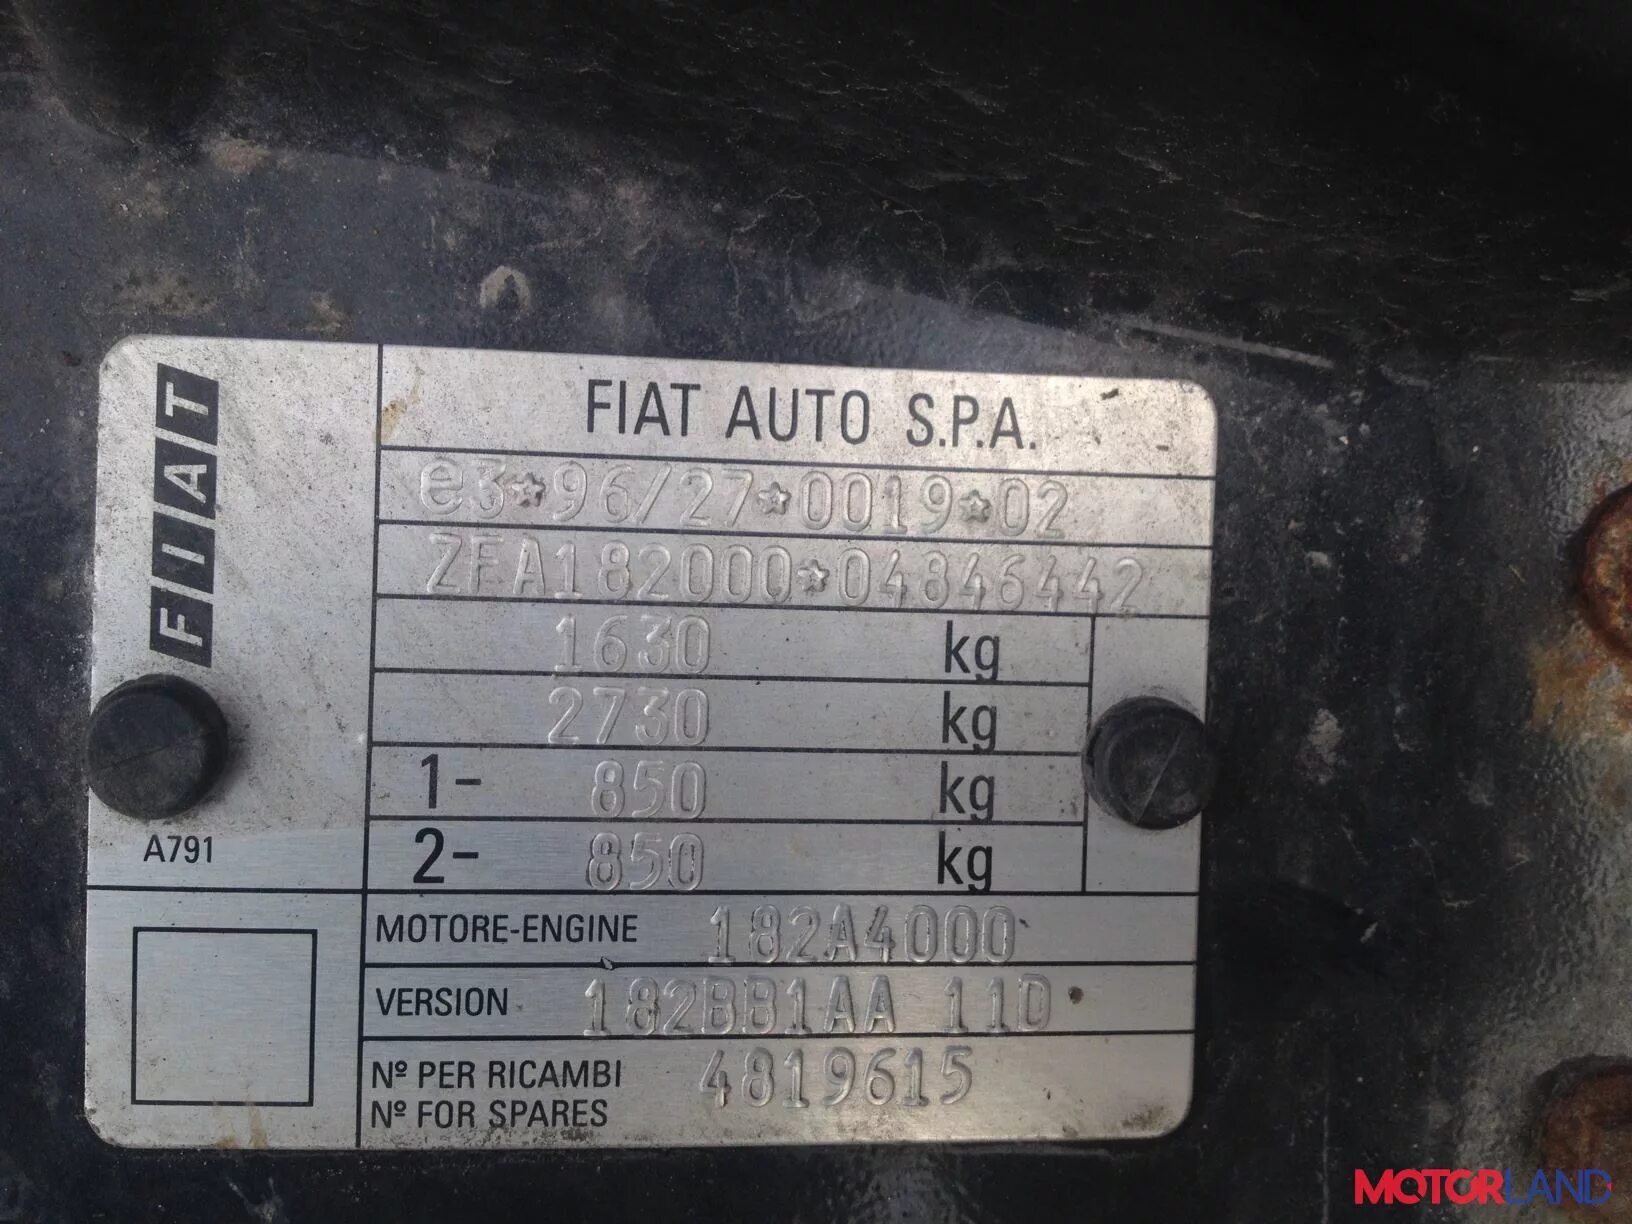 FIAT
FIAT AUTO S.P.A.
e3*96/27*0019*02
ZFA182000*04846442
1630 kg
2730 kg
1- 850 kg
2- 850 kg
A791
MOTORE-ENGINE 182A4000
VERSION 182BB1AA 11D
Nº PER RICAMBI 4819615
Nº FOR SPARES
MOTORLAND